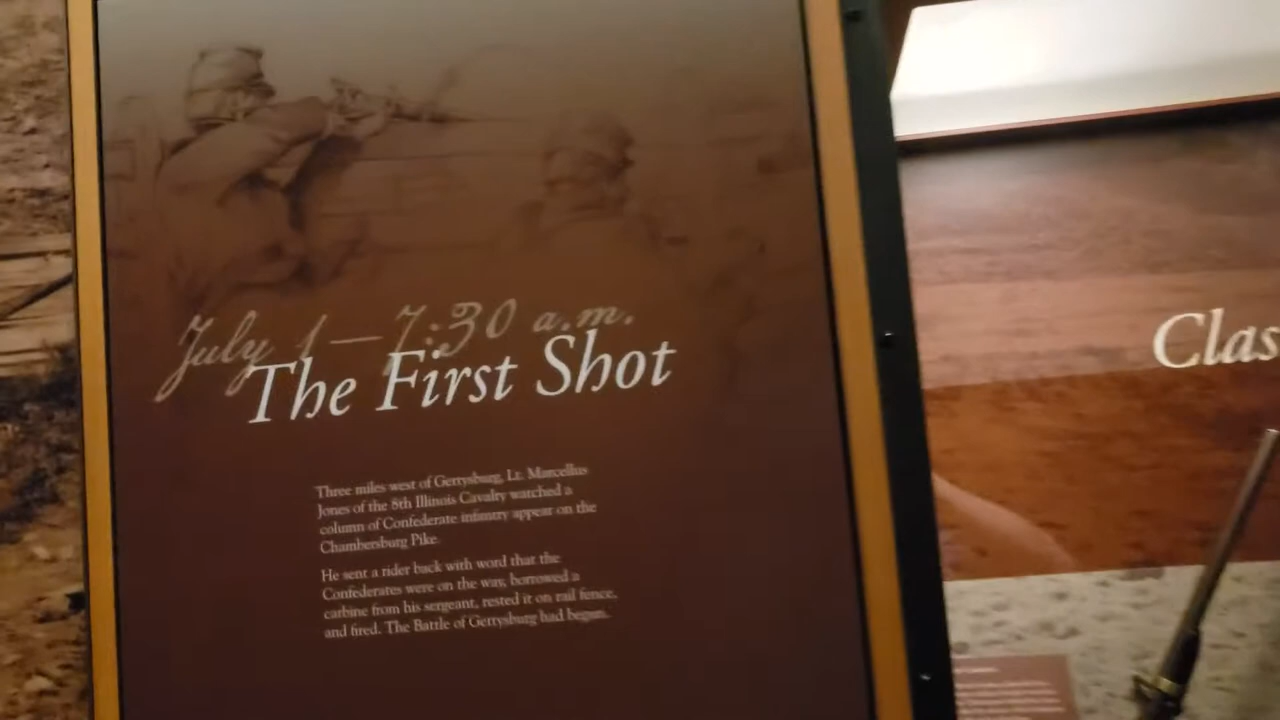 July 1—7:30 a.m.
The First Shot
Three miles west of Gettysburg, Lt. Marcellus
Jones of the 8th Illinois Cavalry watched a
column of Confederate infantry appear on the
Chambersburg Pike.
He sent a rider back with word that the
Confederates were on the way, borrowed a
carbine from his sergeant, rested it on rail fence,
and fired. The Battle of Gettysburg had begun.
Clas